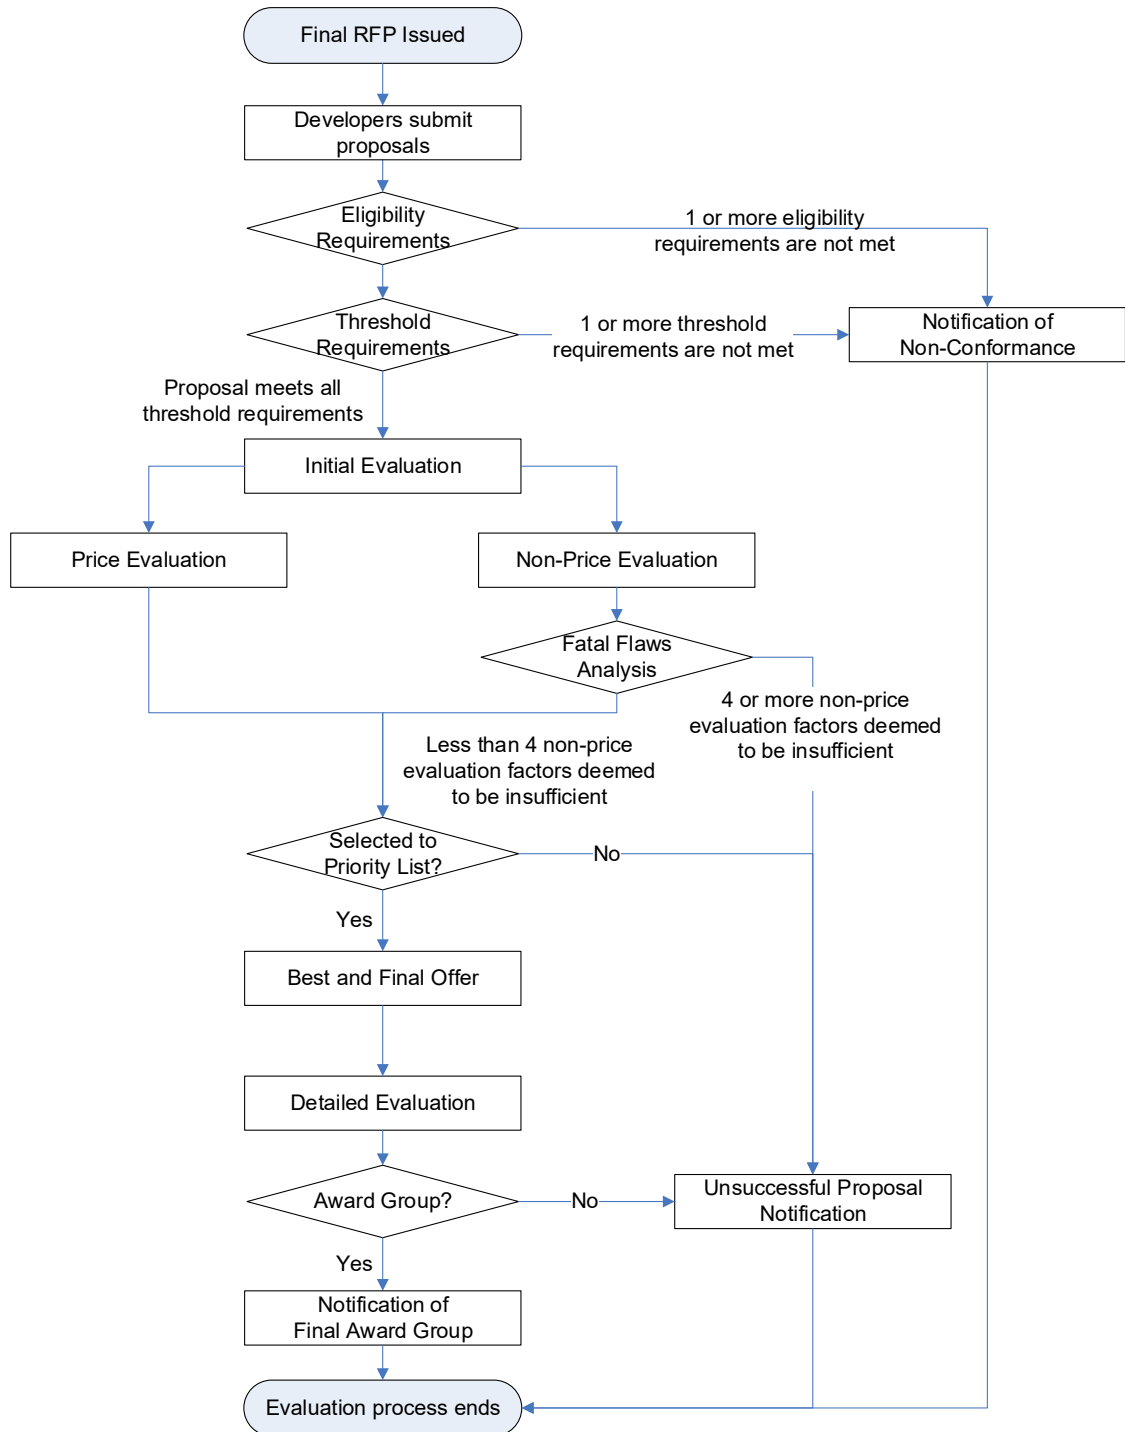 Final RFP Issued
Developers submit
proposals
Eligibility
Requirements
1 or more eligibility
requirements are not met
Threshold
Requirements
1 or more threshold
requirements are not met
Notification of
Non-Conformance
Proposal meets all
threshold requirements
Initial Evaluation
Price Evaluation
Non-Price Evaluation
Fatal Flaws
Analysis
4 or more non-price
evaluation factors deemed
to be insufficient
Less than 4 non-price
evaluation factors deemed
to be insufficient
Selected to
Priority List?
No
Yes
Best and Final Offer
Detailed Evaluation
Award Group?
No
Unsuccessful Proposal
Notification
Yes
Notification of
Final Award Group
Evaluation process ends